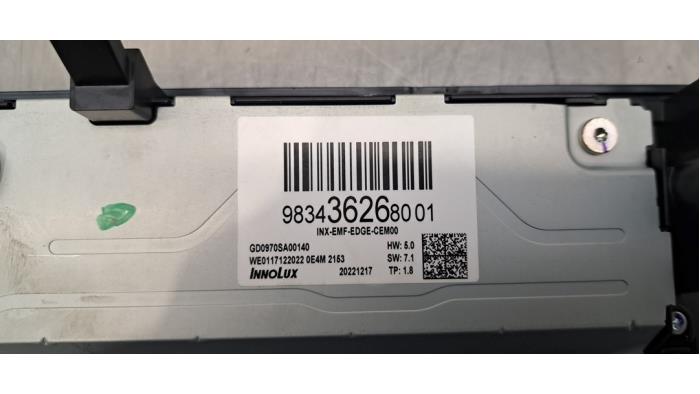 9834362680 01
INX-EMF-EDGE-CEM00
GD0970SA00140 HW: 5.0
WE0117122022 0E4M 2153 SW: 7.1
INNOLUX 20221217 TP: 1.8